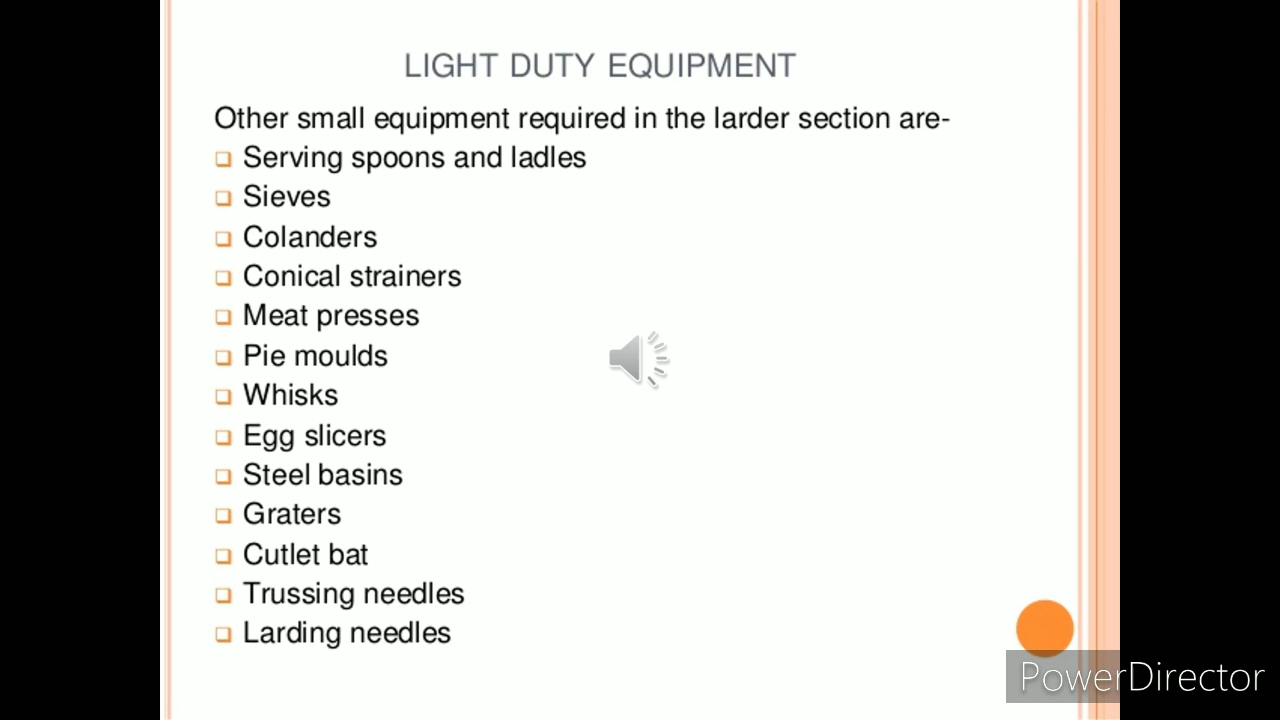 LIGHT DUTY EQUIPMENT
Other small equipment required in the larder section are-
Serving spoons and ladles
Sieves
Colanders
Conical strainers
Meat presses
Pie moulds
Whisks
Egg slicers
Steel basins
Graters
Cutlet bat
Trussing needles
Larding needles
PowerDirector